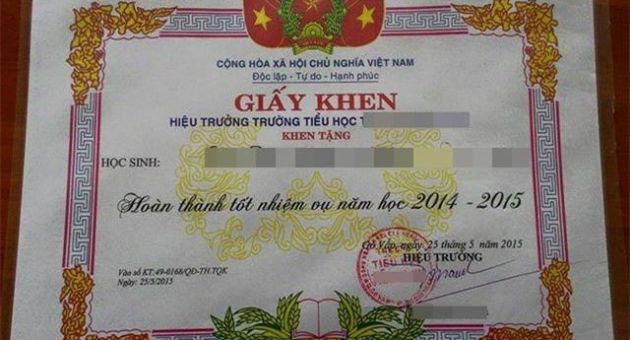 CỘNG HÒA XÃ HỘI CHỦ NGHĨA VIỆT NAM
Độc lập - Tự do - Hạnh phúc
GIẤY KHEN
HIỆU TRƯỞNG TRƯỜNG TIỂU HỌC T
KHEN TẶNG
HỌC SINH:
Hoàn thành tốt nhiệm vụ năm học 2014 - 2015
Gò Vấp, ngày 25 tháng 5 năm 2015
HIỆU TRƯỞNG
TIỂU
Vào sổ KT:49-0168/QD-TH.TQK
Ngày: 25/5/2015